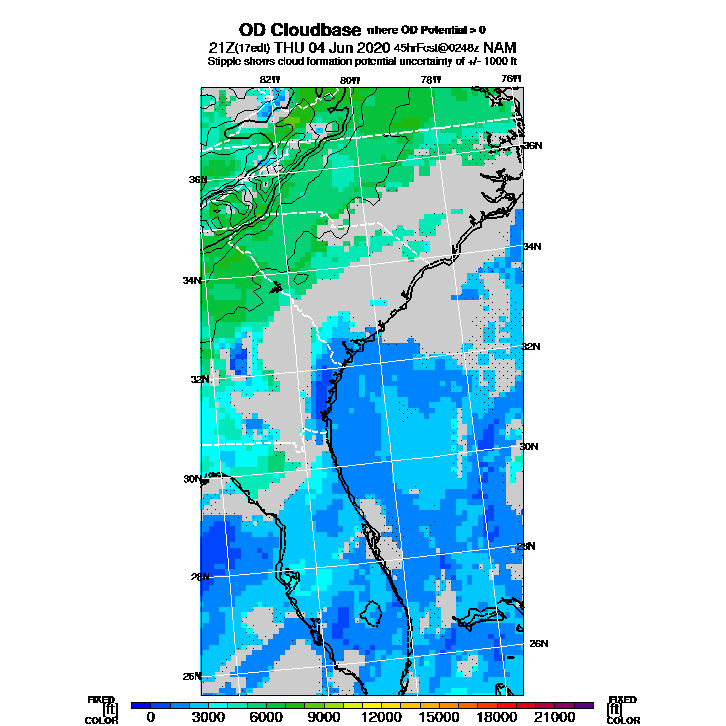 OD Cloudbase where OD Potential > 0
21Z(17edt) THU 04 Jun 2020 45hrFcst@0248z NAM
Stipple shows cloud formation potential uncertainty of +/- 1000 ft
82W 80W 78W 76W
36N 36N
34N 34N
32N 32N
30N 30N
28N 28N
26N 26N
FIXED FIXED
[ft] [ft]
COLOR COLOR
0 3000 6000 9000 12000 15000 18000 21000